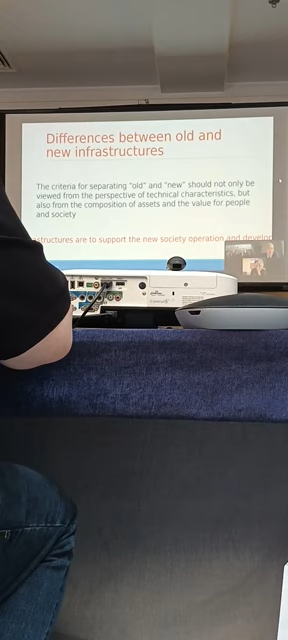 Differences between old and
new infrastructures
The criteria for separating "old" and "new" should not only be
viewed from the perspective of technical characteristics, but
also from the composition of assets and the value for people
and society
structures are to support the new society operation and develop